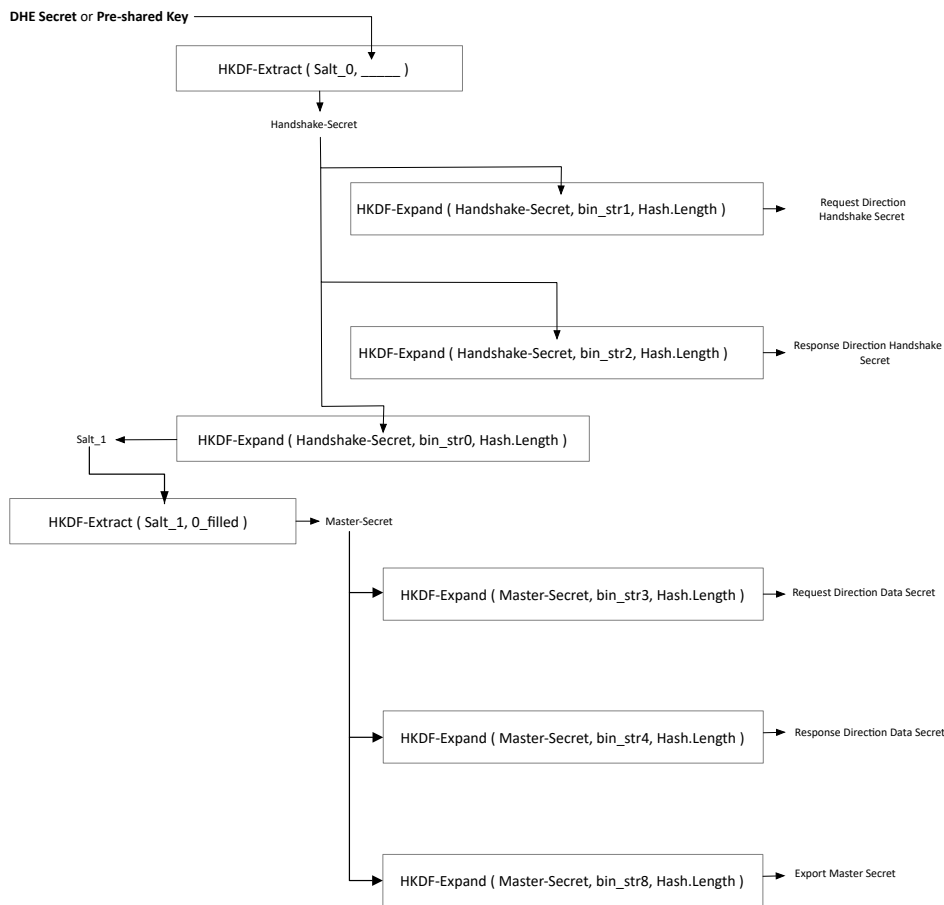 DHE Secret or Pre-shared Key
HKDF-Extract ( Salt_0, _____ )
Handshake-Secret
HKDF-Expand ( Handshake-Secret, bin_str1, Hash.Length )
Request Direction
Handshake Secret
HKDF-Expand ( Handshake-Secret, bin_str2, Hash.Length )
Response Direction Handshake
Secret
Salt_1
HKDF-Expand ( Handshake-Secret, bin_str0, Hash.Length )
HKDF-Extract ( Salt_1, 0_filled )
Master-Secret
HKDF-Expand ( Master-Secret, bin_str3, Hash.Length )
Request Direction Data Secret
HKDF-Expand ( Master-Secret, bin_str4, Hash.Length )
Response Direction Data Secret
HKDF-Expand ( Master-Secret, bin_str8, Hash.Length )
Export Master Secret